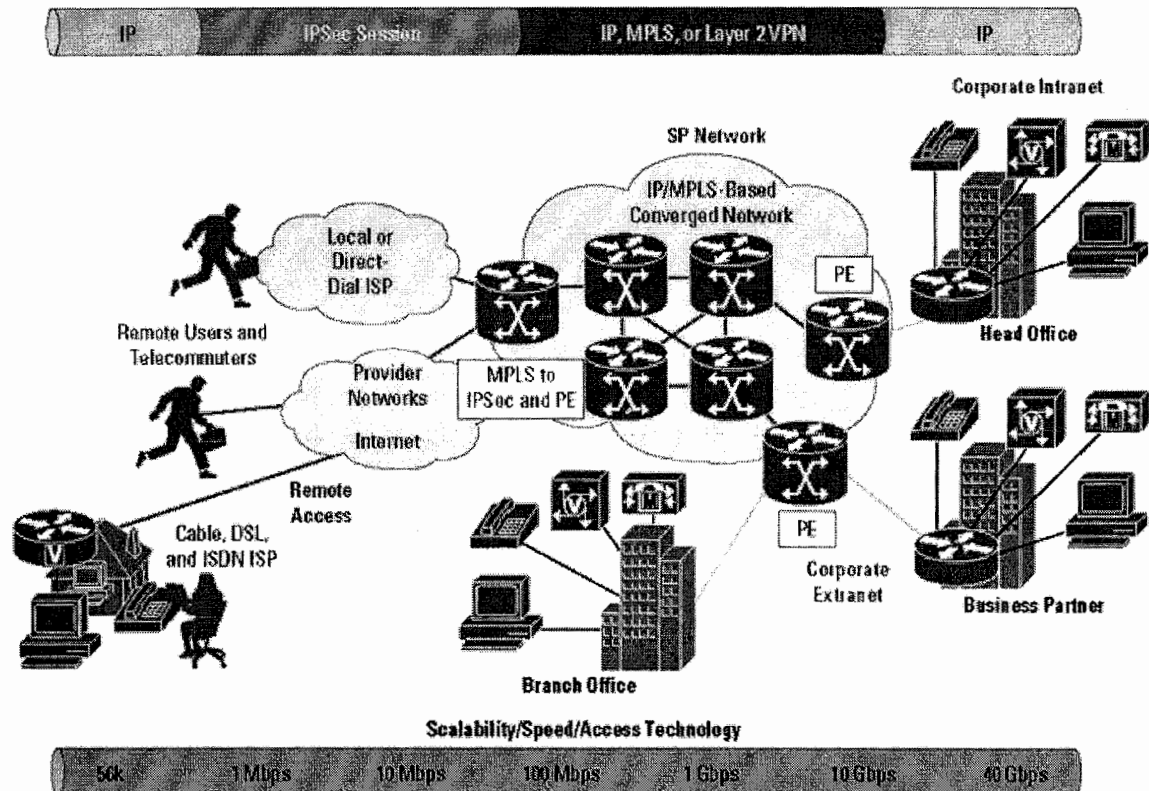 IP
IPSec Session
IP, MPLS, or Layer 2 VPN
IP
Corporate Intranet
SP Network
IP/MPLS-Based
Converged Network
Local or
Direct-
Dial ISP
PE
Remote Users and
Telecommuters
Head Office
Provider
Networks
Internet
MPLS to
IPSec and PE
Remote
Access
Cable, DSL,
and ISDN ISP
V
V
V
V
PE
Corporate
Extranet
Business Partner
Branch Office
Scalability/Speed/Access Technology
56k
1 Mbps
10 Mbps
100 Mbps
1 Gbps
10 Gbps
40 Gbps